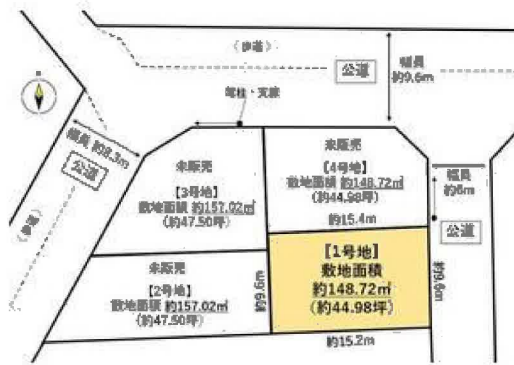 〈歩道〉
公道
幅員
約9.6m
電柱・支線
幅員 約8.3m
公道
〈歩道〉
未販売
【3号地】
敷地面積 約157.02㎡
(約47.50坪)
未販売
【4号地】
敷地面積 約148.72㎡
(約44.98坪)
約15.4m
幅員
約6m
公道
未販売
【2号地】
敷地面積 約157.02㎡
(約47.50坪)
約9.6m
【1号地】
敷地面積
約148.72㎡
(約44.98坪)
約9.6m
約15.2m